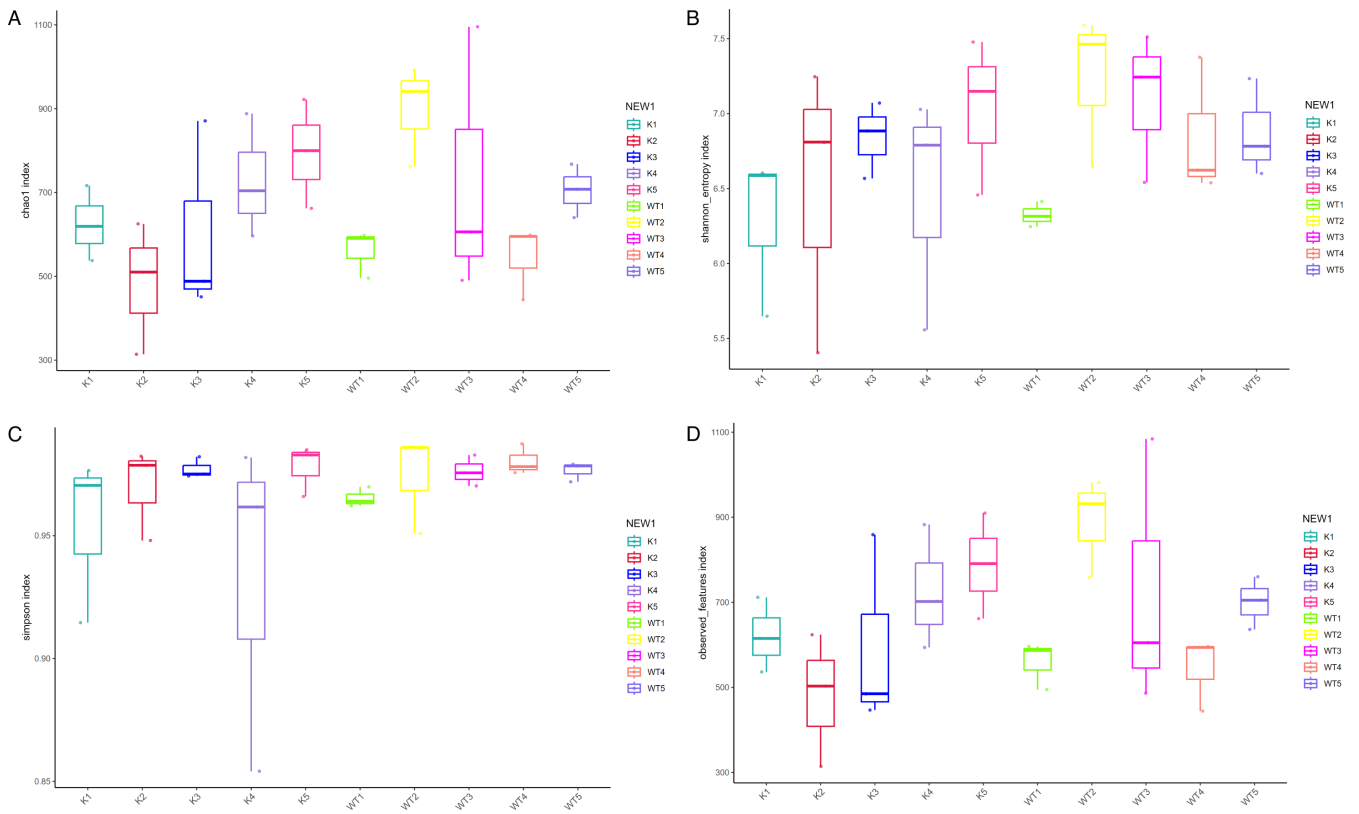 A
chao1 index
1100
900
700
500
300
K1
K2
K3
K4
K5
WT1
WT2
WT3
WT4
WT5
NEW1
K1
K2
K3
K4
K5
WT1
WT2
WT3
WT4
WT5
B
shannon_entropy index
7.5
7.0
6.5
6.0
5.5
K1
K2
K3
K4
K5
WT1
WT2
WT3
WT4
WT5
NEW1
K1
K2
K3
K4
K5
WT1
WT2
WT3
WT4
WT5
C
simpson index
0.95
0.90
0.85
K1
K2
K3
K4
K5
WT1
WT2
WT3
WT4
WT5
NEW1
K1
K2
K3
K4
K5
WT1
WT2
WT3
WT4
WT5
D
observed_features index
1100
900
700
500
300
K1
K2
K3
K4
K5
WT1
WT2
WT3
WT4
WT5
NEW1
K1
K2
K3
K4
K5
WT1
WT2
WT3
WT4
WT5